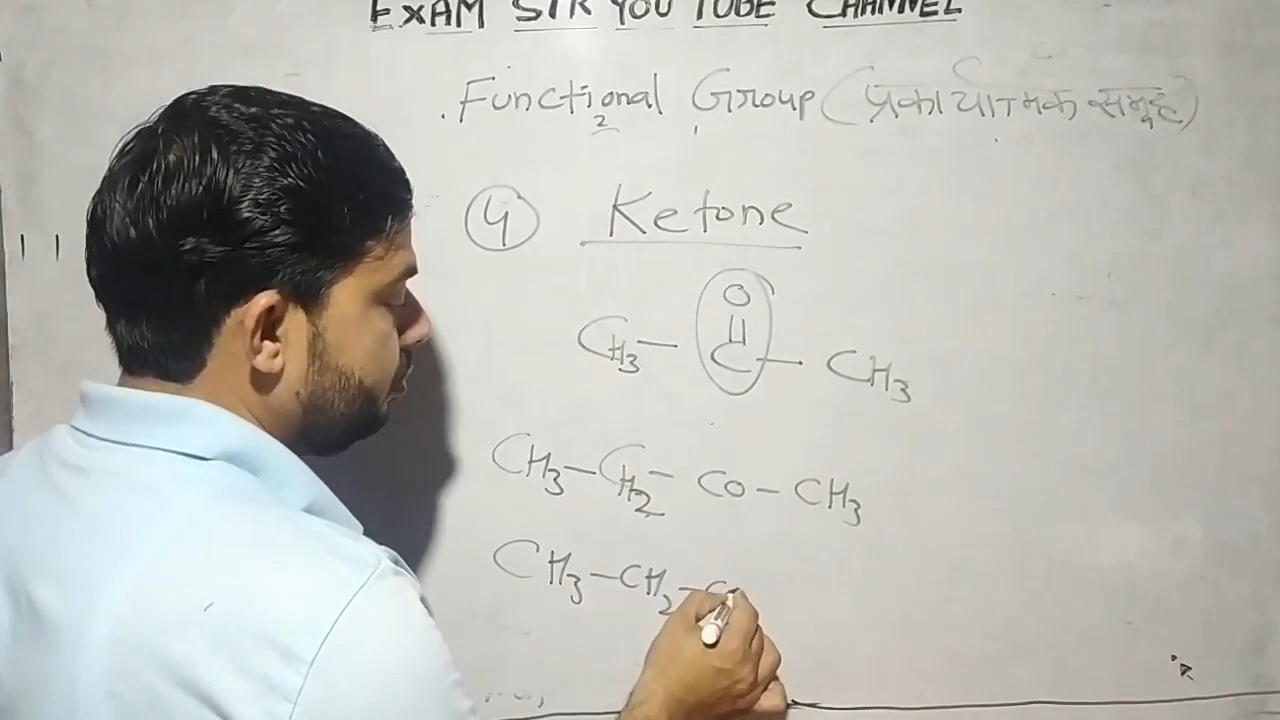 EXAM STR YOU TUBE CHANNEL
Functional Group (प्रकार्यात्मक समूह)
④ Ketone
O
||
CH3 — C — CH3
CH3 — CH2 — CO — CH3
CH3 — CH2 — C